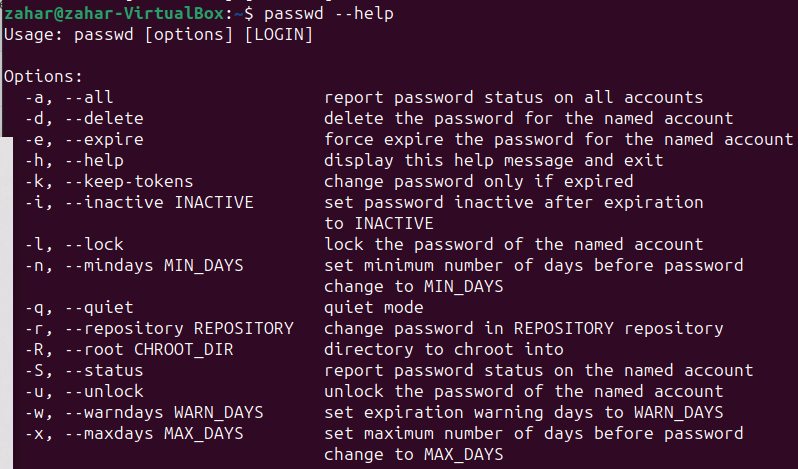 zahar@zahar-VirtualBox:~$ passwd --help
Usage: passwd [options] [LOGIN]

Options:
  -a, --all                     report password status on all accounts
  -d, --delete                  delete the password for the named account
  -e, --expire                  force expire the password for the named account
  -h, --help                    display this help message and exit
  -k, --keep-tokens             change password only if expired
  -i, --inactive INACTIVE       set password inactive after expiration
                                to INACTIVE
  -l, --lock                    lock the password of the named account
  -n, --mindays MIN_DAYS        set minimum number of days before password
                                change to MIN_DAYS
  -q, --quiet                   quiet mode
  -r, --repository REPOSITORY   change password in REPOSITORY repository
  -R, --root CHROOT_DIR         directory to chroot into
  -S, --status                  report password status on the named account
  -u, --unlock                  unlock the password of the named account
  -w, --warndays WARN_DAYS      set expiration warning days to WARN_DAYS
  -x, --maxdays MAX_DAYS        set maximum number of days before password
                                change to MAX_DAYS